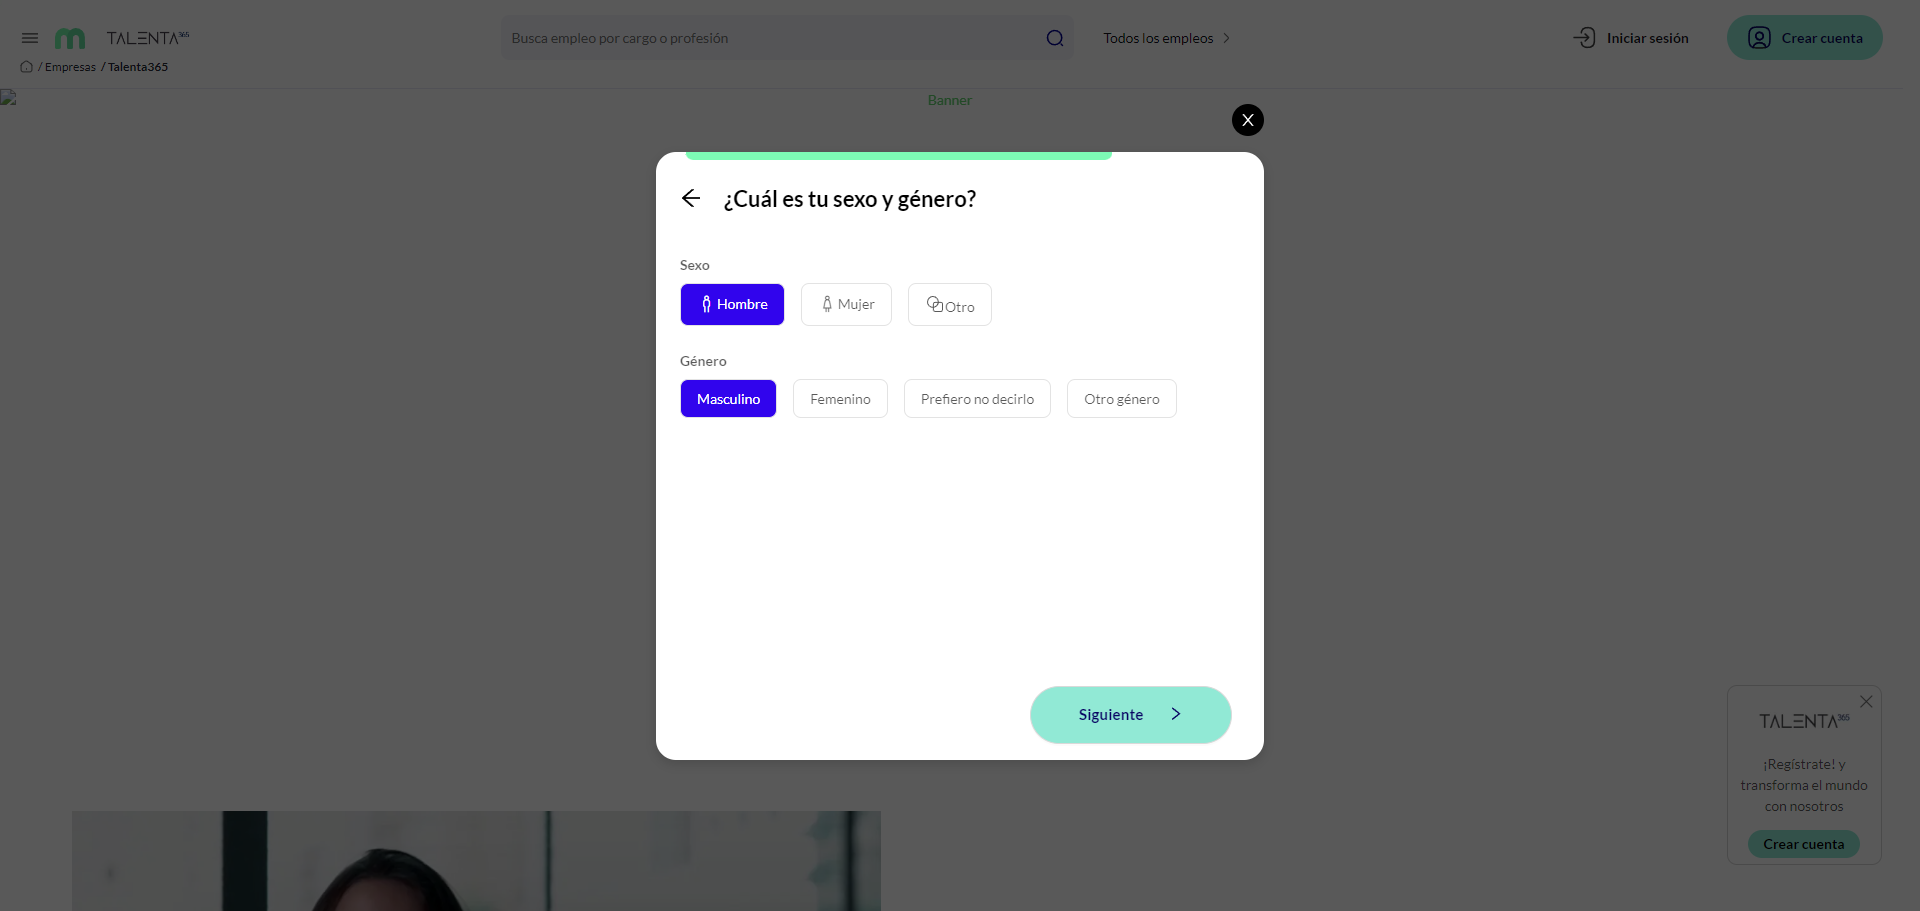 TALENTA365
Busca empleo por cargo o profesión
Todos los empleos
Iniciar sesión
Crear cuenta
/ Empresas / Talenta365
Banner
X
¿Cuál es tu sexo y género?
Sexo
Hombre
Mujer
Otro
Género
Masculino
Femenino
Prefiero no decirlo
Otro género
Siguiente
TALENTA365
¡Regístrate! y
transforma el mundo
con nosotros
Crear cuenta